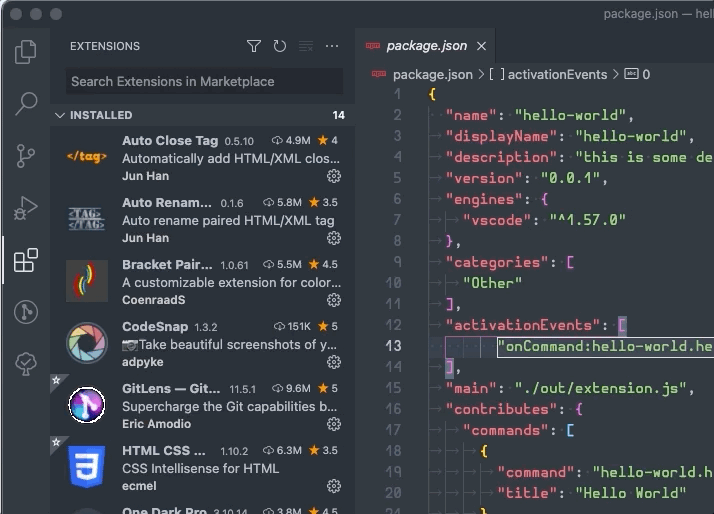 package.json — hel
EXTENSIONS
package.json
Search Extensions in Marketplace
package.json > [ ] activationEvents > abc 0
INSTALLED 14
</tag>
Auto Close Tag 0.5.10 4.9M ★ 4
Automatically add HTML/XML clos...
Jun Han
TAG
TAG
Auto Renam... 0.1.6 5.8M ★ 3.5
Auto rename paired HTML/XML tag
Jun Han
Bracket Pair... 1.0.61 5.5M ★ 4.5
A customizable extension for color...
CoenraadS
CodeSnap 1.3.2 151K ★ 5
📷Take beautiful screenshots of y...
adpyke
GitLens — Git... 11.5.1 9.6M ★ 5
Supercharge the Git capabilities b...
Eric Amodio
HTML CSS ... 1.10.2 6.3M ★ 3.5
CSS Intellisense for HTML
ecmel
One Dark Pro 3.10.14 3.8M ★ 4.5
1 {
2 "name": "hello-world",
3 "displayName": "hello-world",
4 "description": "this is some de
5 "version": "0.0.1",
6 "engines": {
7 "vscode": "^1.57.0"
8 },
9 "categories": [
10 "Other"
11 ],
12 "activationEvents": [
13 "onCommand:hello-world.he
14 ],
15 "main": "./out/extension.js",
16 "contributes": {
17 "commands": [
18 {
19 "command": "hello-world.h
20 "title": "Hello World"